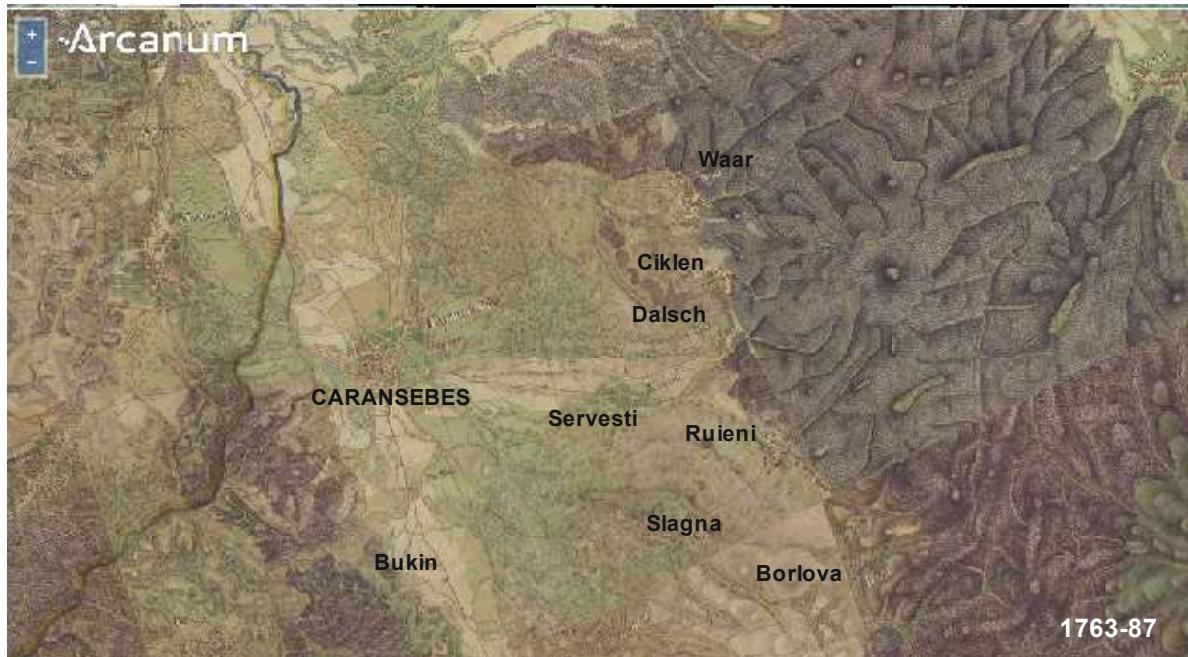 +
Arcanum
−
Waar
Ciklen
Dalsch
CARANSEBES
Servesti
Ruieni
Slagna
Bukin
Borlova
1763-87